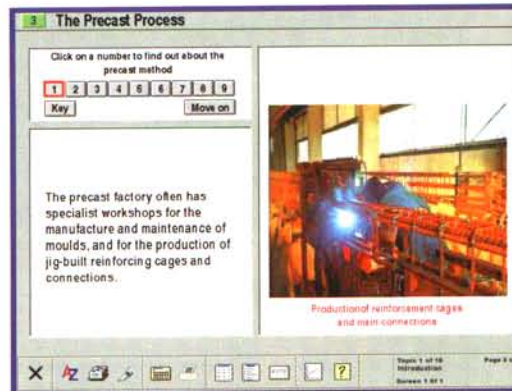 3 The Precast Process
Click on a number to find out about the
precast method
1 2 3 4 5 6 7 8 9
Key Move on
The precast factory often has
specialist workshops for the
manufacture and maintenance of
moulds, and for the production of
jig-built reinforcing cages and
connections.
Production of reinforcement cages
and main connections
Topic 1 of 16
Introduction
Screen 1 of 1